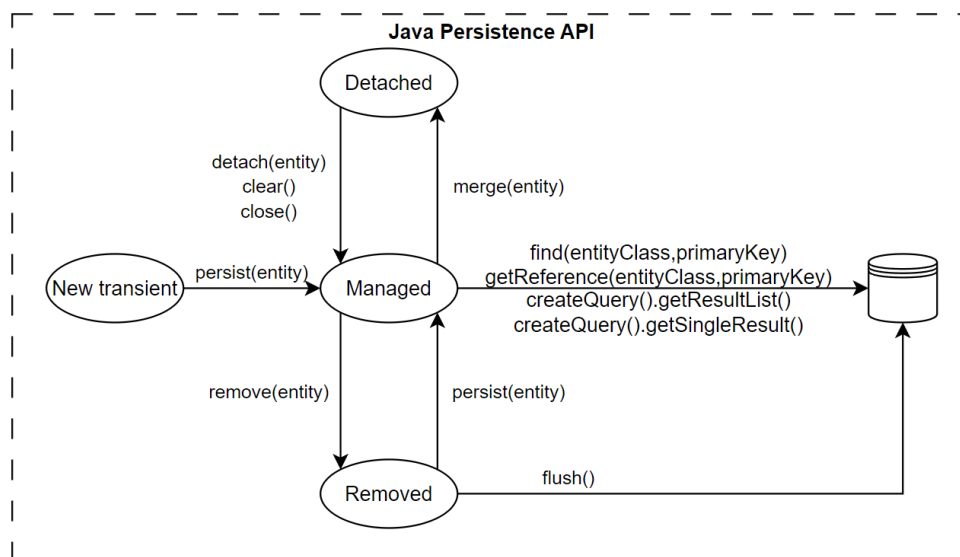 Java Persistence API
Detached
detach(entity)
clear()
close()
merge(entity)
find(entityClass,primaryKey)
getReference(entityClass,primaryKey)
createQuery().getResultList()
createQuery().getSingleResult()
New transient
persist(entity)
Managed
remove(entity)
persist(entity)
Removed
flush()